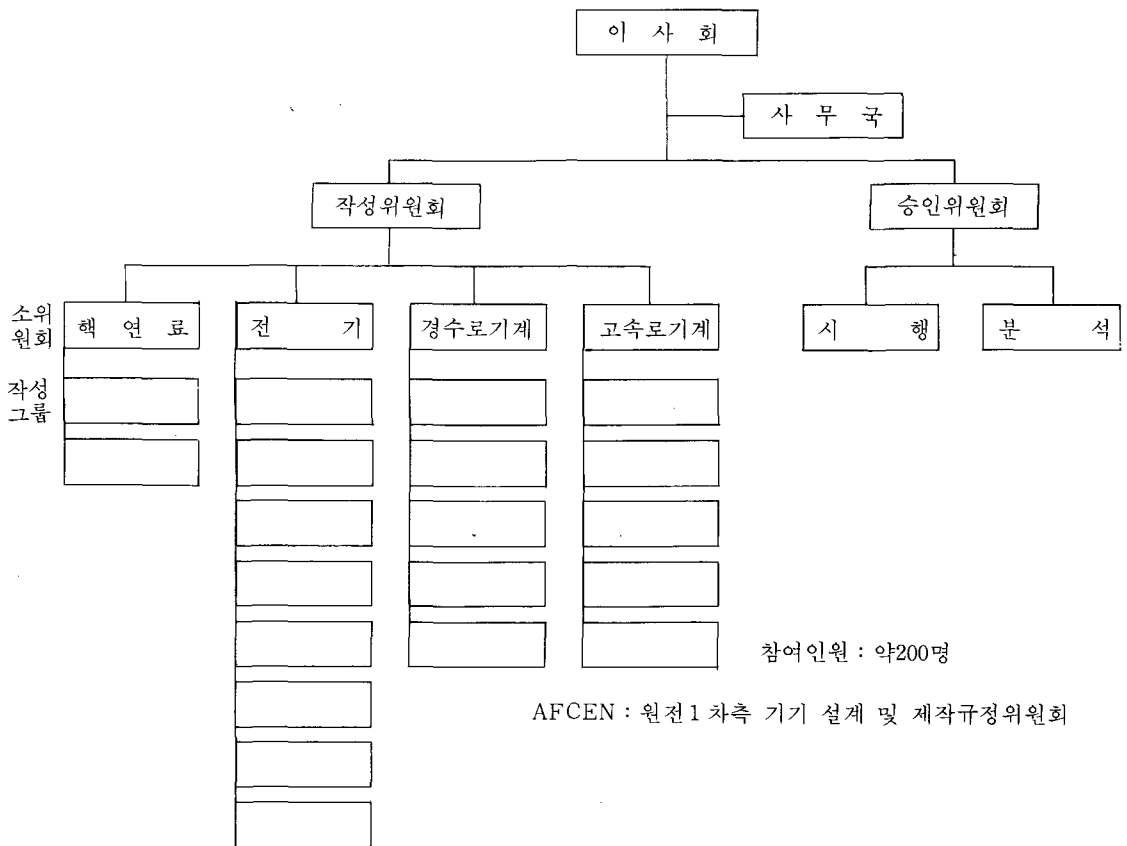 이 사 회
사 무 국
작성위원회
승인위원회
소위
원회
핵 연 료
전 기
경수로기계
고속로기계
시 행
분 석
작성
그룹
참여인원 : 약200명
AFCEN : 원전1차측 기기 설계 및 제작규정위원회